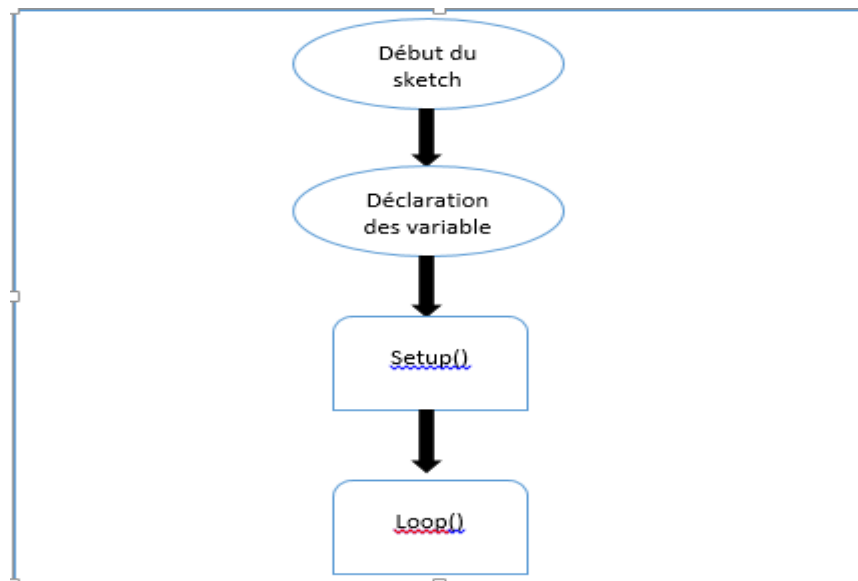 Début du
sketch
Déclaration
des variable
Setup()
Loop()